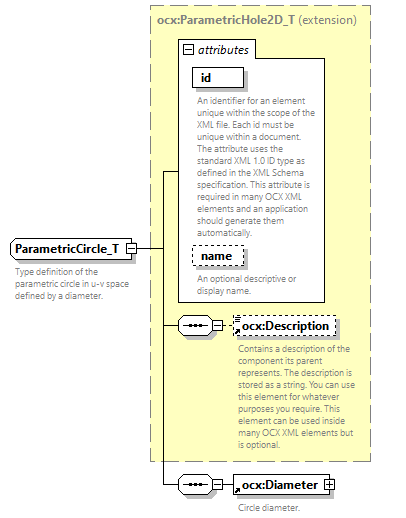 ocx:ParametricHole2D_T (extension)
attributes
id
An identifier for an element
unique within the scope of the
XML file. Each id must be
unique within a document.
The attribute uses the
standard XML 1.0 ID type as
defined in the XML Schema
specification. This attribute is
required in many OCX XML
elements and an application
should generate them
automatically.
name
An optional descriptive or
display name.
ParametricCircle_T
Type definition of the
parametric circle in u-v space
defined by a diameter.
ocx:Description
Contains a description of the
component its parent
represents. The description is
stored as a string. You can use
this element for whatever
purposes you require. This
element can be used inside
many OCX XML elements but
is optional.
ocx:Diameter
Circle diameter.